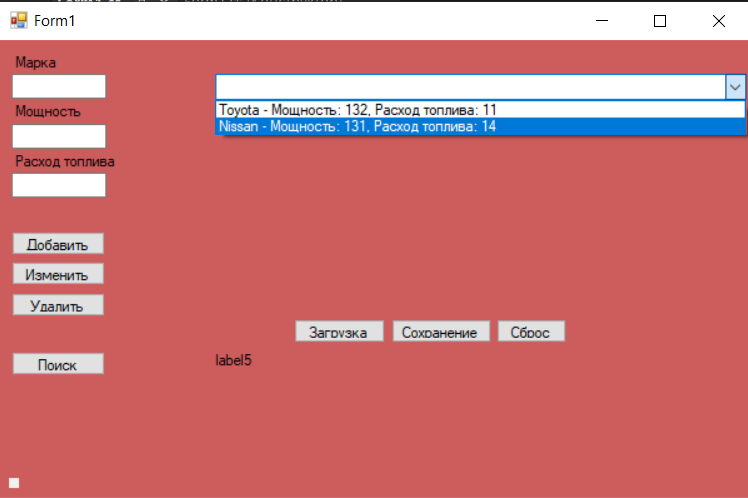 Form1
Марка
Мощность
Toyota - Мощность: 132, Расход топлива: 11
Nissan - Мощность: 131, Расход топлива: 14
Расход топлива
Добавить
Изменить
Удалить
Загрузка Сохранение Сброс
Поиск
label5